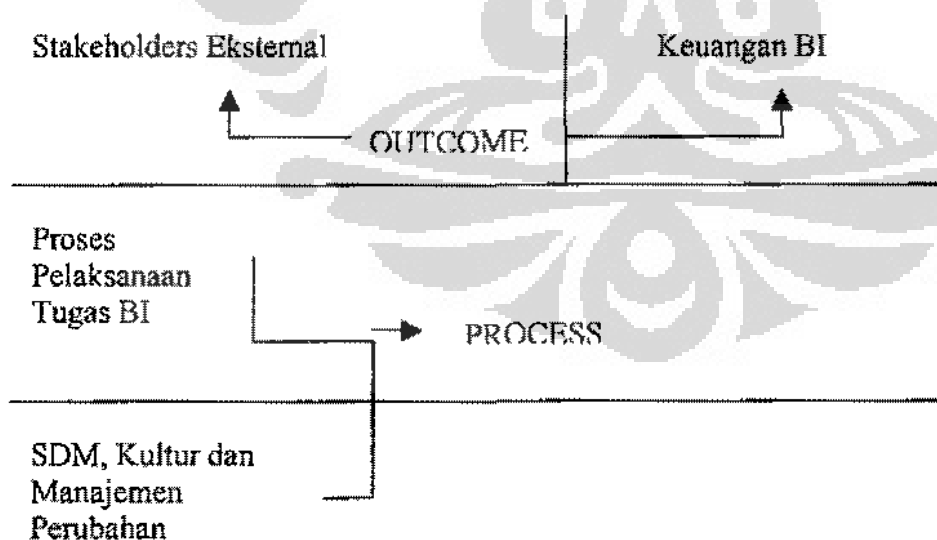 Stakeholders Eksternal
Keuangan BI
OUTCOME
Proses
Pelaksanaan
Tugas BI
PROCESS
SDM, Kultur dan
Manajemen
Perubahan